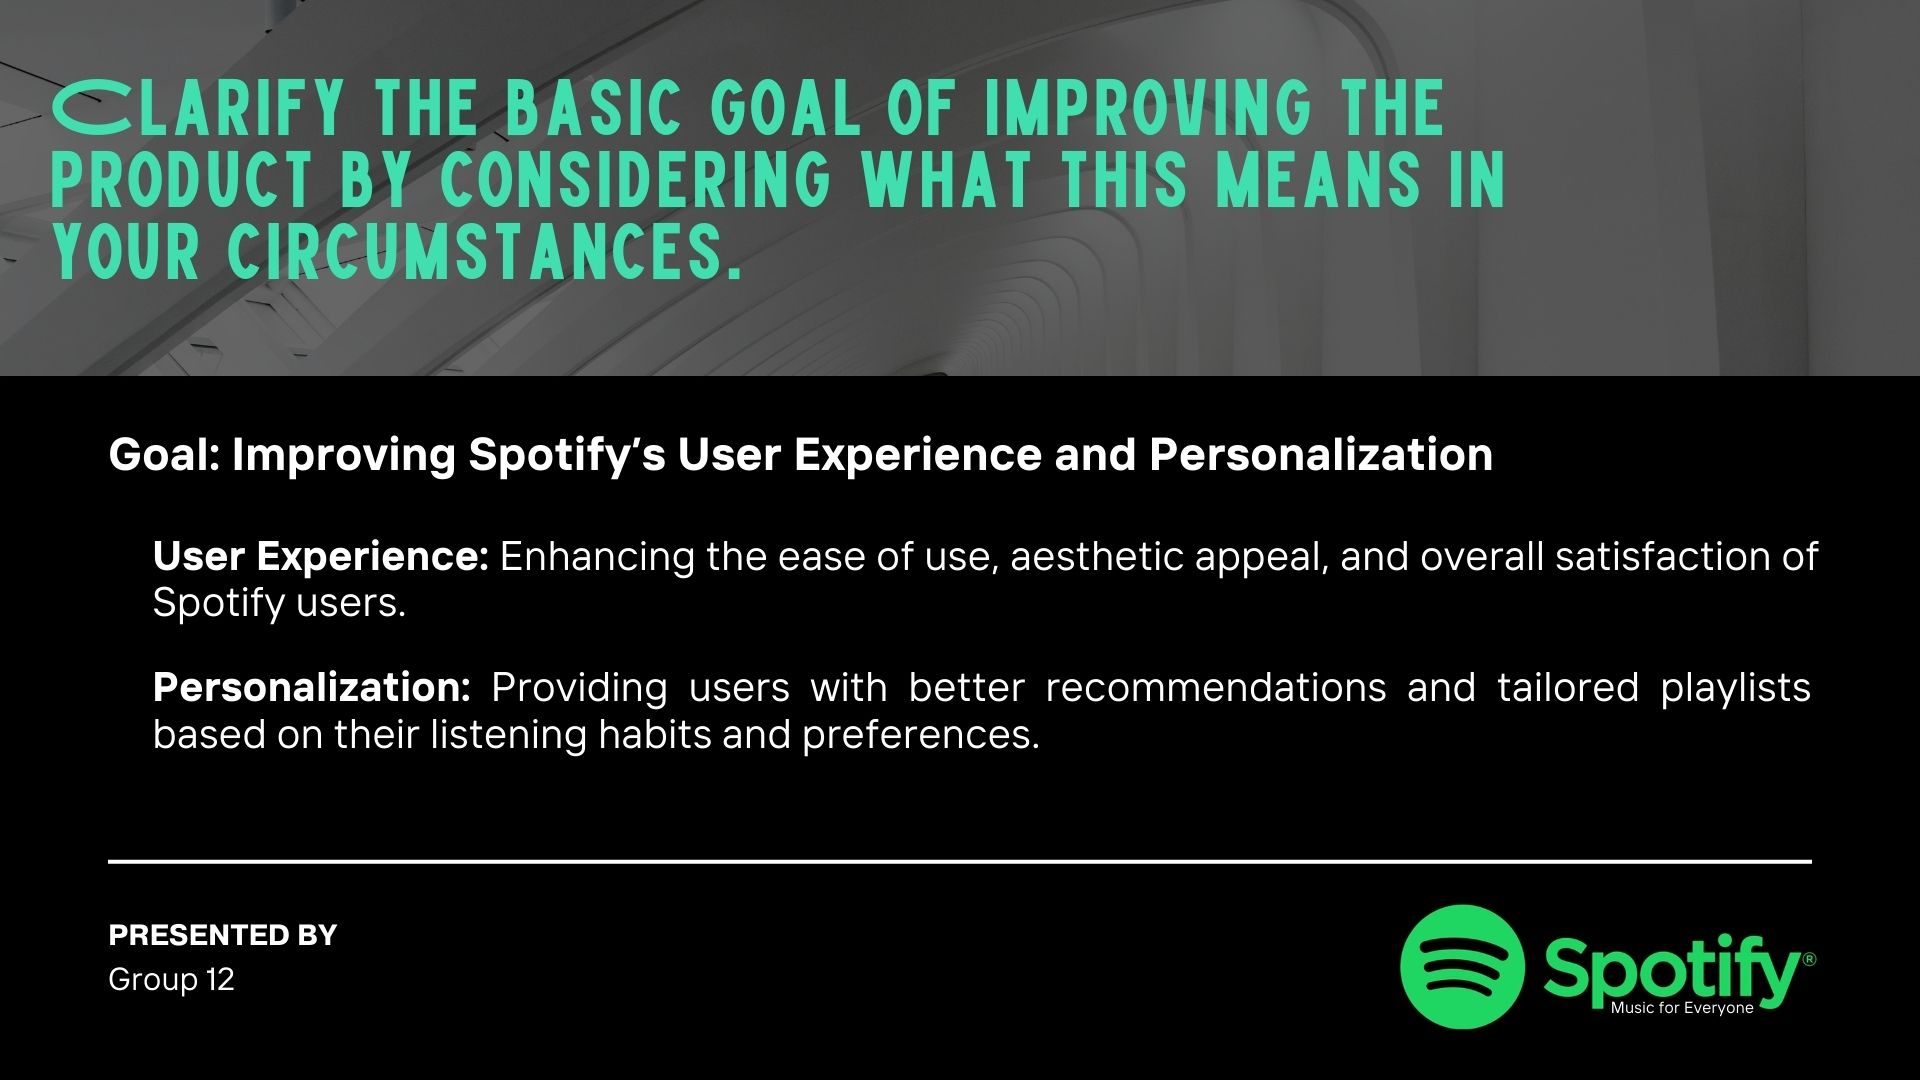 CLARIFY THE BASIC GOAL OF IMPROVING THE
PRODUCT BY CONSIDERING WHAT THIS MEANS IN
YOUR CIRCUMSTANCES.
Goal: Improving Spotify’s User Experience and Personalization
User Experience: Enhancing the ease of use, aesthetic appeal, and overall satisfaction of
Spotify users.
Personalization: Providing users with better recommendations and tailored playlists
based on their listening habits and preferences.
PRESENTED BY
Group 12
Spotify®
Music for Everyone